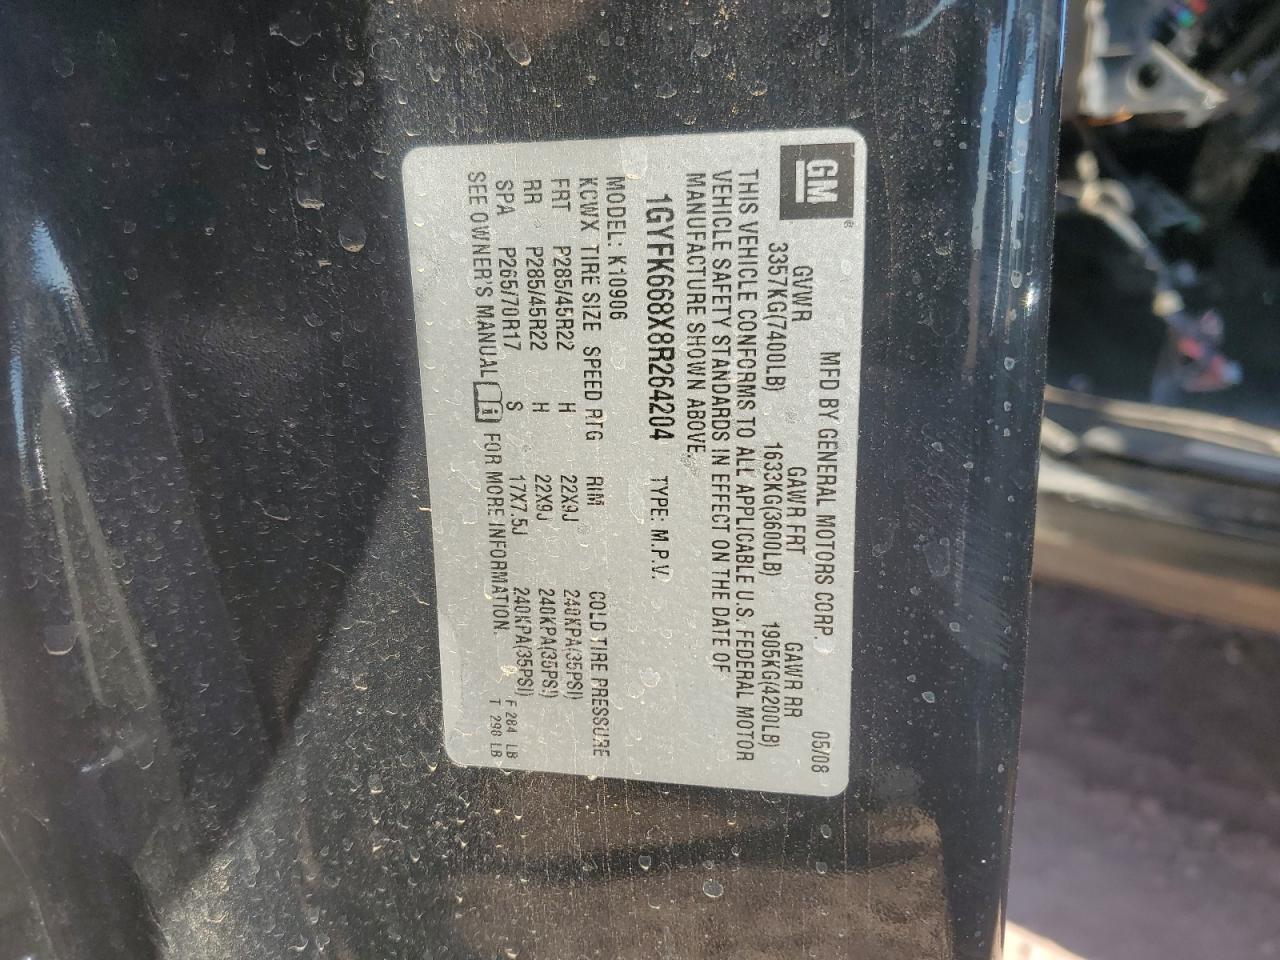 GM
MFD BY GENERAL MOTORS CORP. 05/08
GVWR GAWR FRT GAWR RR
3357KG(7400LB) 1633KG(3600LB) 1905KG(4200LB)
THIS VEHICLE CONFORMS TO ALL APPLICABLE U.S. FEDERAL MOTOR
VEHICLE SAFETY STANDARDS IN EFFECT ON THE DATE OF
MANUFACTURE SHOWN ABOVE.
1GYFK668X8R264204 TYPE: M.P.V.
MODEL: K10906
KCWX TIRE SIZE SPEED RTG RIM COLD TIRE PRESSURE
FRT P285/45R22 H 22X9J 240KPA(35PSI)
RR P285/45R22 H 22X9J 240KPA(35PSI)
SPA P265/70R17 S 17X7.5J 240KPA(35PSI)
SEE OWNER'S MANUAL FOR MORE INFORMATION.
F 284 LB
T 298 LB